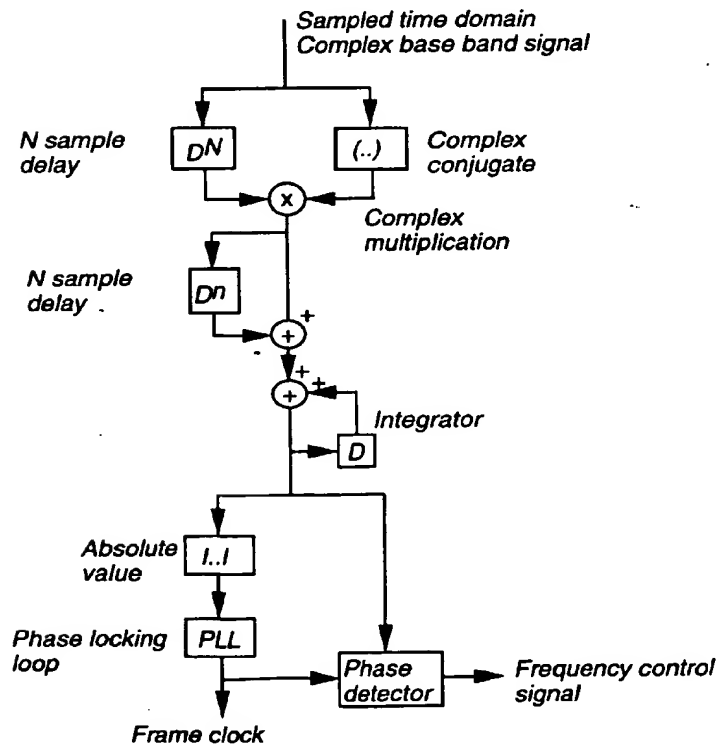 Sampled time domain
Complex base band signal
N sample
delay
DN
(..)
Complex
conjugate
x
Complex
multiplication
N sample
delay
Dn
+
+
+
+
+
Integrator
D
Absolute
value
I..I
Phase locking
loop
PLL
Phase
detector
Frequency control
signal
Frame clock